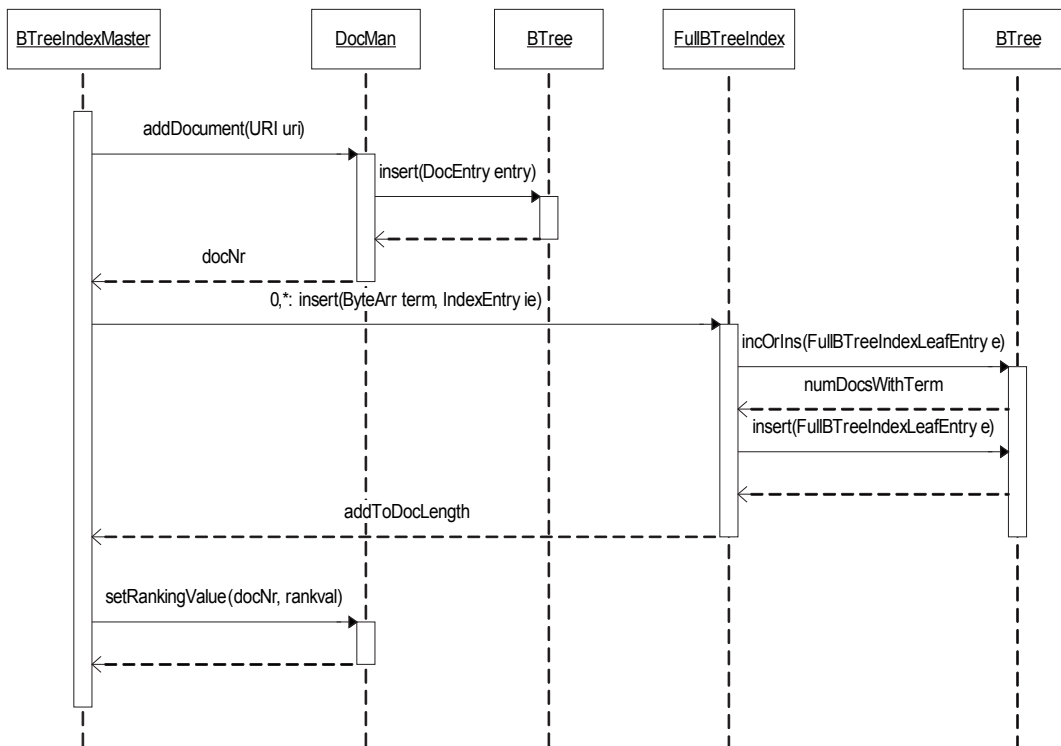 BTreeIndexMaster
DocMan
BTree
FullBTreeIndex
BTree
addDocument(URI uri)
insert(DocEntry entry)
docNr
0,*: insert(ByteArr term, IndexEntry ie)
incOrIns(FullBTreeIndexLeafEntry e)
numDocsWithTerm
insert(FullBTreeIndexLeafEntry e)
addToDocLength
setRankingValue(docNr, rankval)